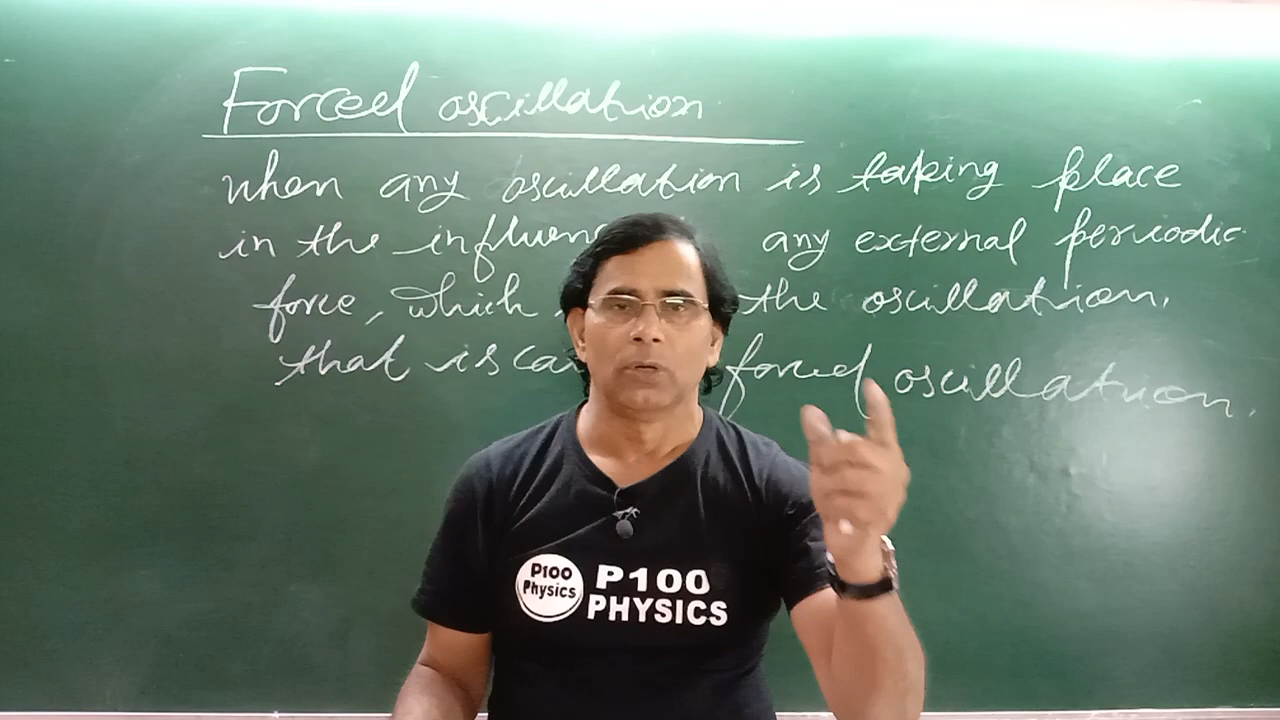 Forced oscillation
when any oscillation is taking place
in the influen any external periodic
force, which the oscillation,
that is ca forced oscillation.
P100
Physics
P100
PHYSICS